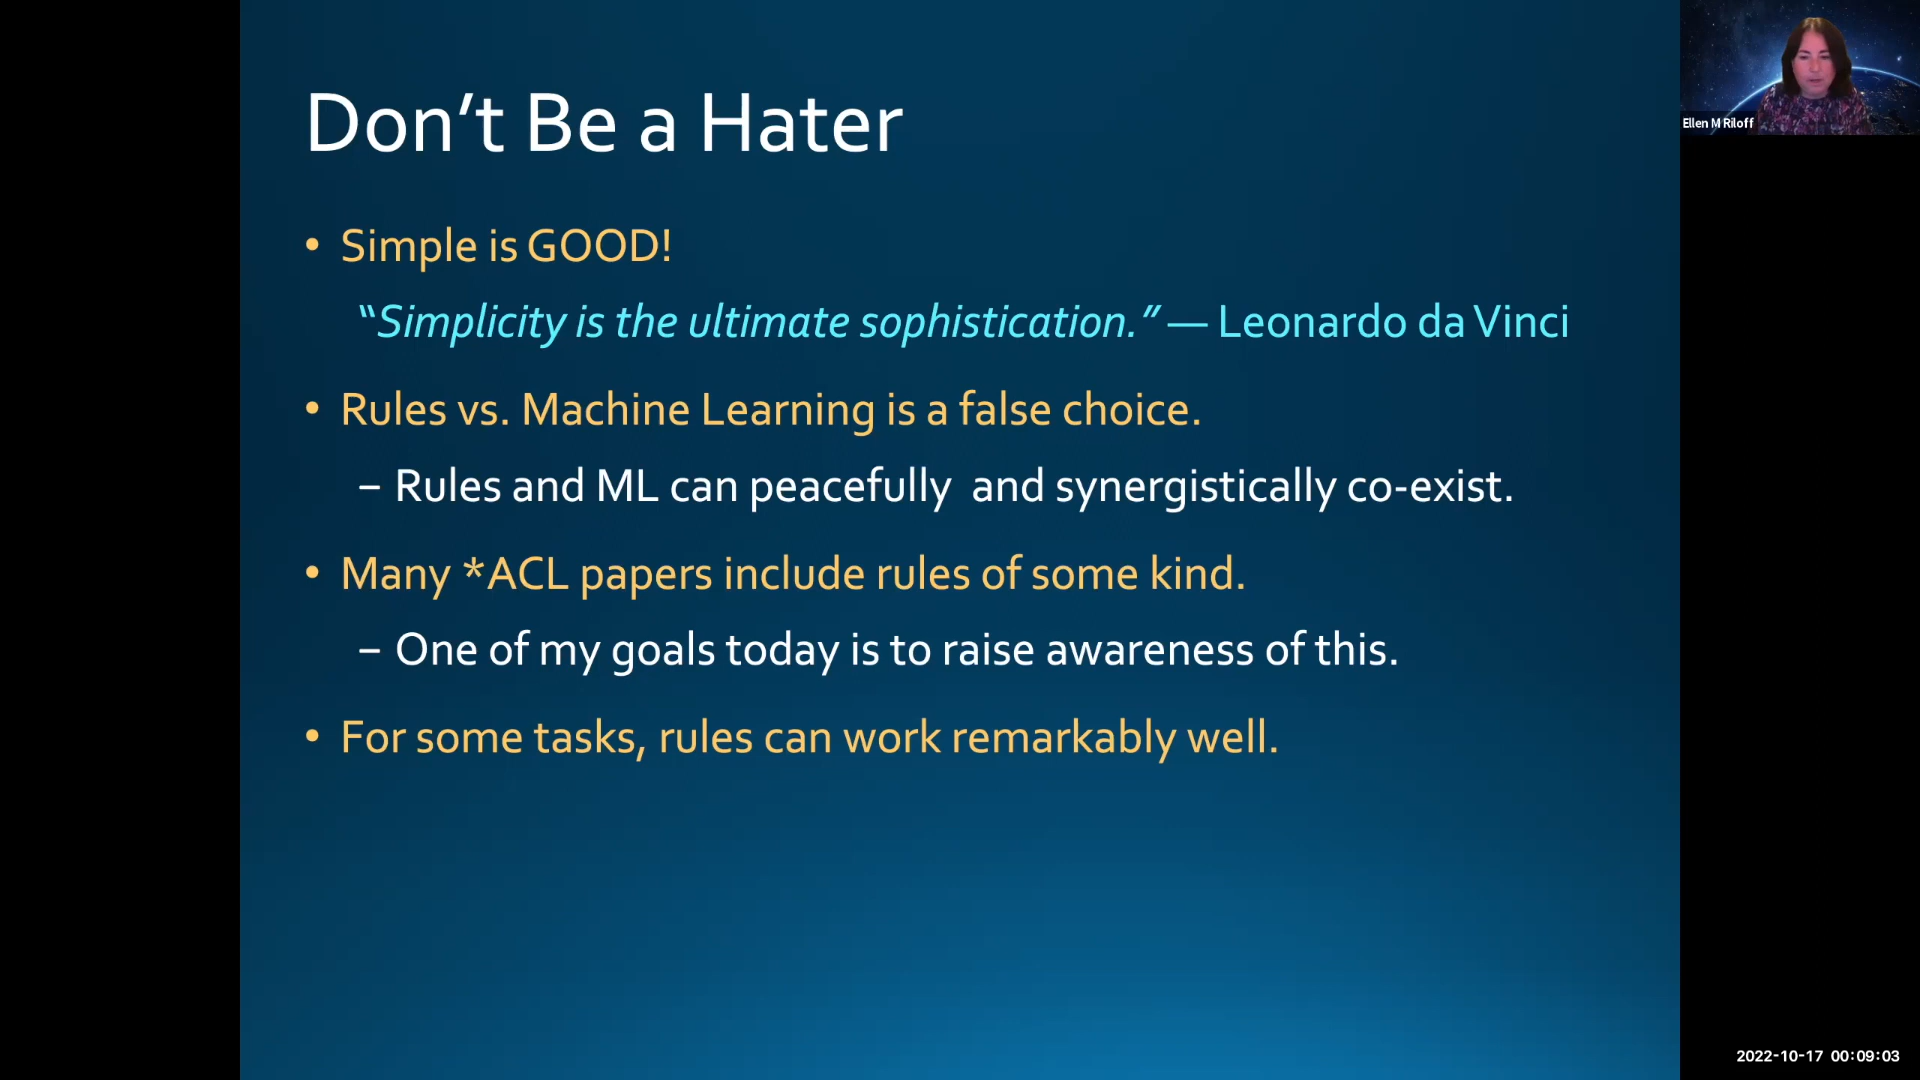 Don’t Be a Hater
• Simple is GOOD!
“Simplicity is the ultimate sophistication.” — Leonardo da Vinci
• Rules vs. Machine Learning is a false choice.
– Rules and ML can peacefully  and synergistically co-exist.
• Many *ACL papers include rules of some kind.
– One of my goals today is to raise awareness of this.
• For some tasks, rules can work remarkably well.
Ellen M Riloff
2022-10-17 00:09:03